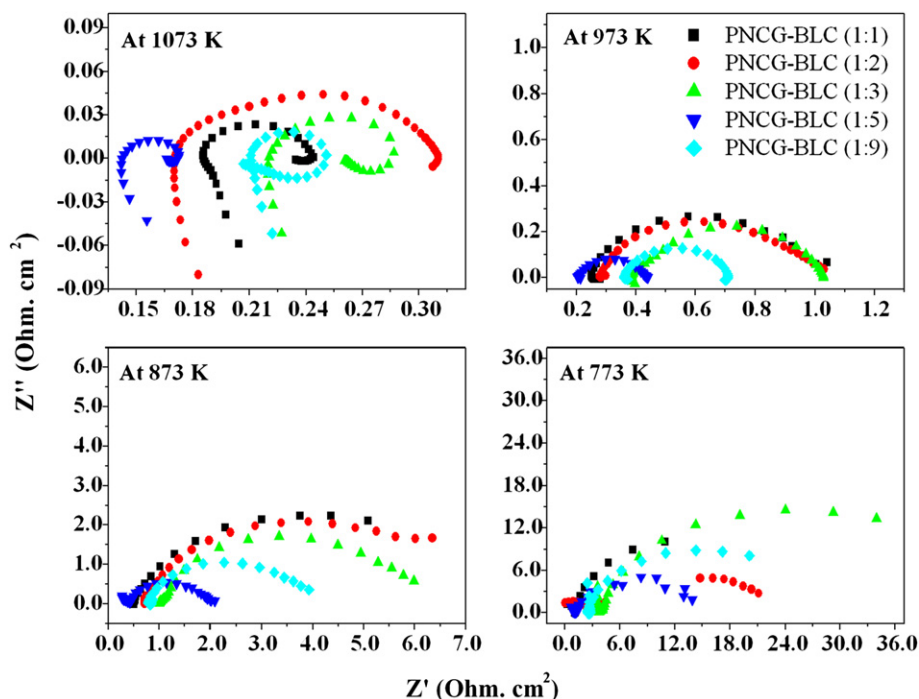 At 1073 K
0.09
0.06
0.03
0.00
-0.03
-0.06
-0.09
0.15 0.18 0.21 0.24 0.27 0.30
At 973 K
PNCG-BLC (1:1)
PNCG-BLC (1:2)
PNCG-BLC (1:3)
PNCG-BLC (1:5)
PNCG-BLC (1:9)
1.0
0.8
0.6
0.4
0.2
0.0
0.2 0.4 0.6 0.8 1.0 1.2
Z'' (Ohm. cm²)
At 873 K
6.0
5.0
4.0
3.0
2.0
1.0
0.0
0.0 1.0 2.0 3.0 4.0 5.0 6.0 7.0
At 773 K
36.0
30.0
24.0
18.0
12.0
6.0
0.0
0.0 6.0 12.0 18.0 24.0 30.0 36.0
Z' (Ohm. cm²)